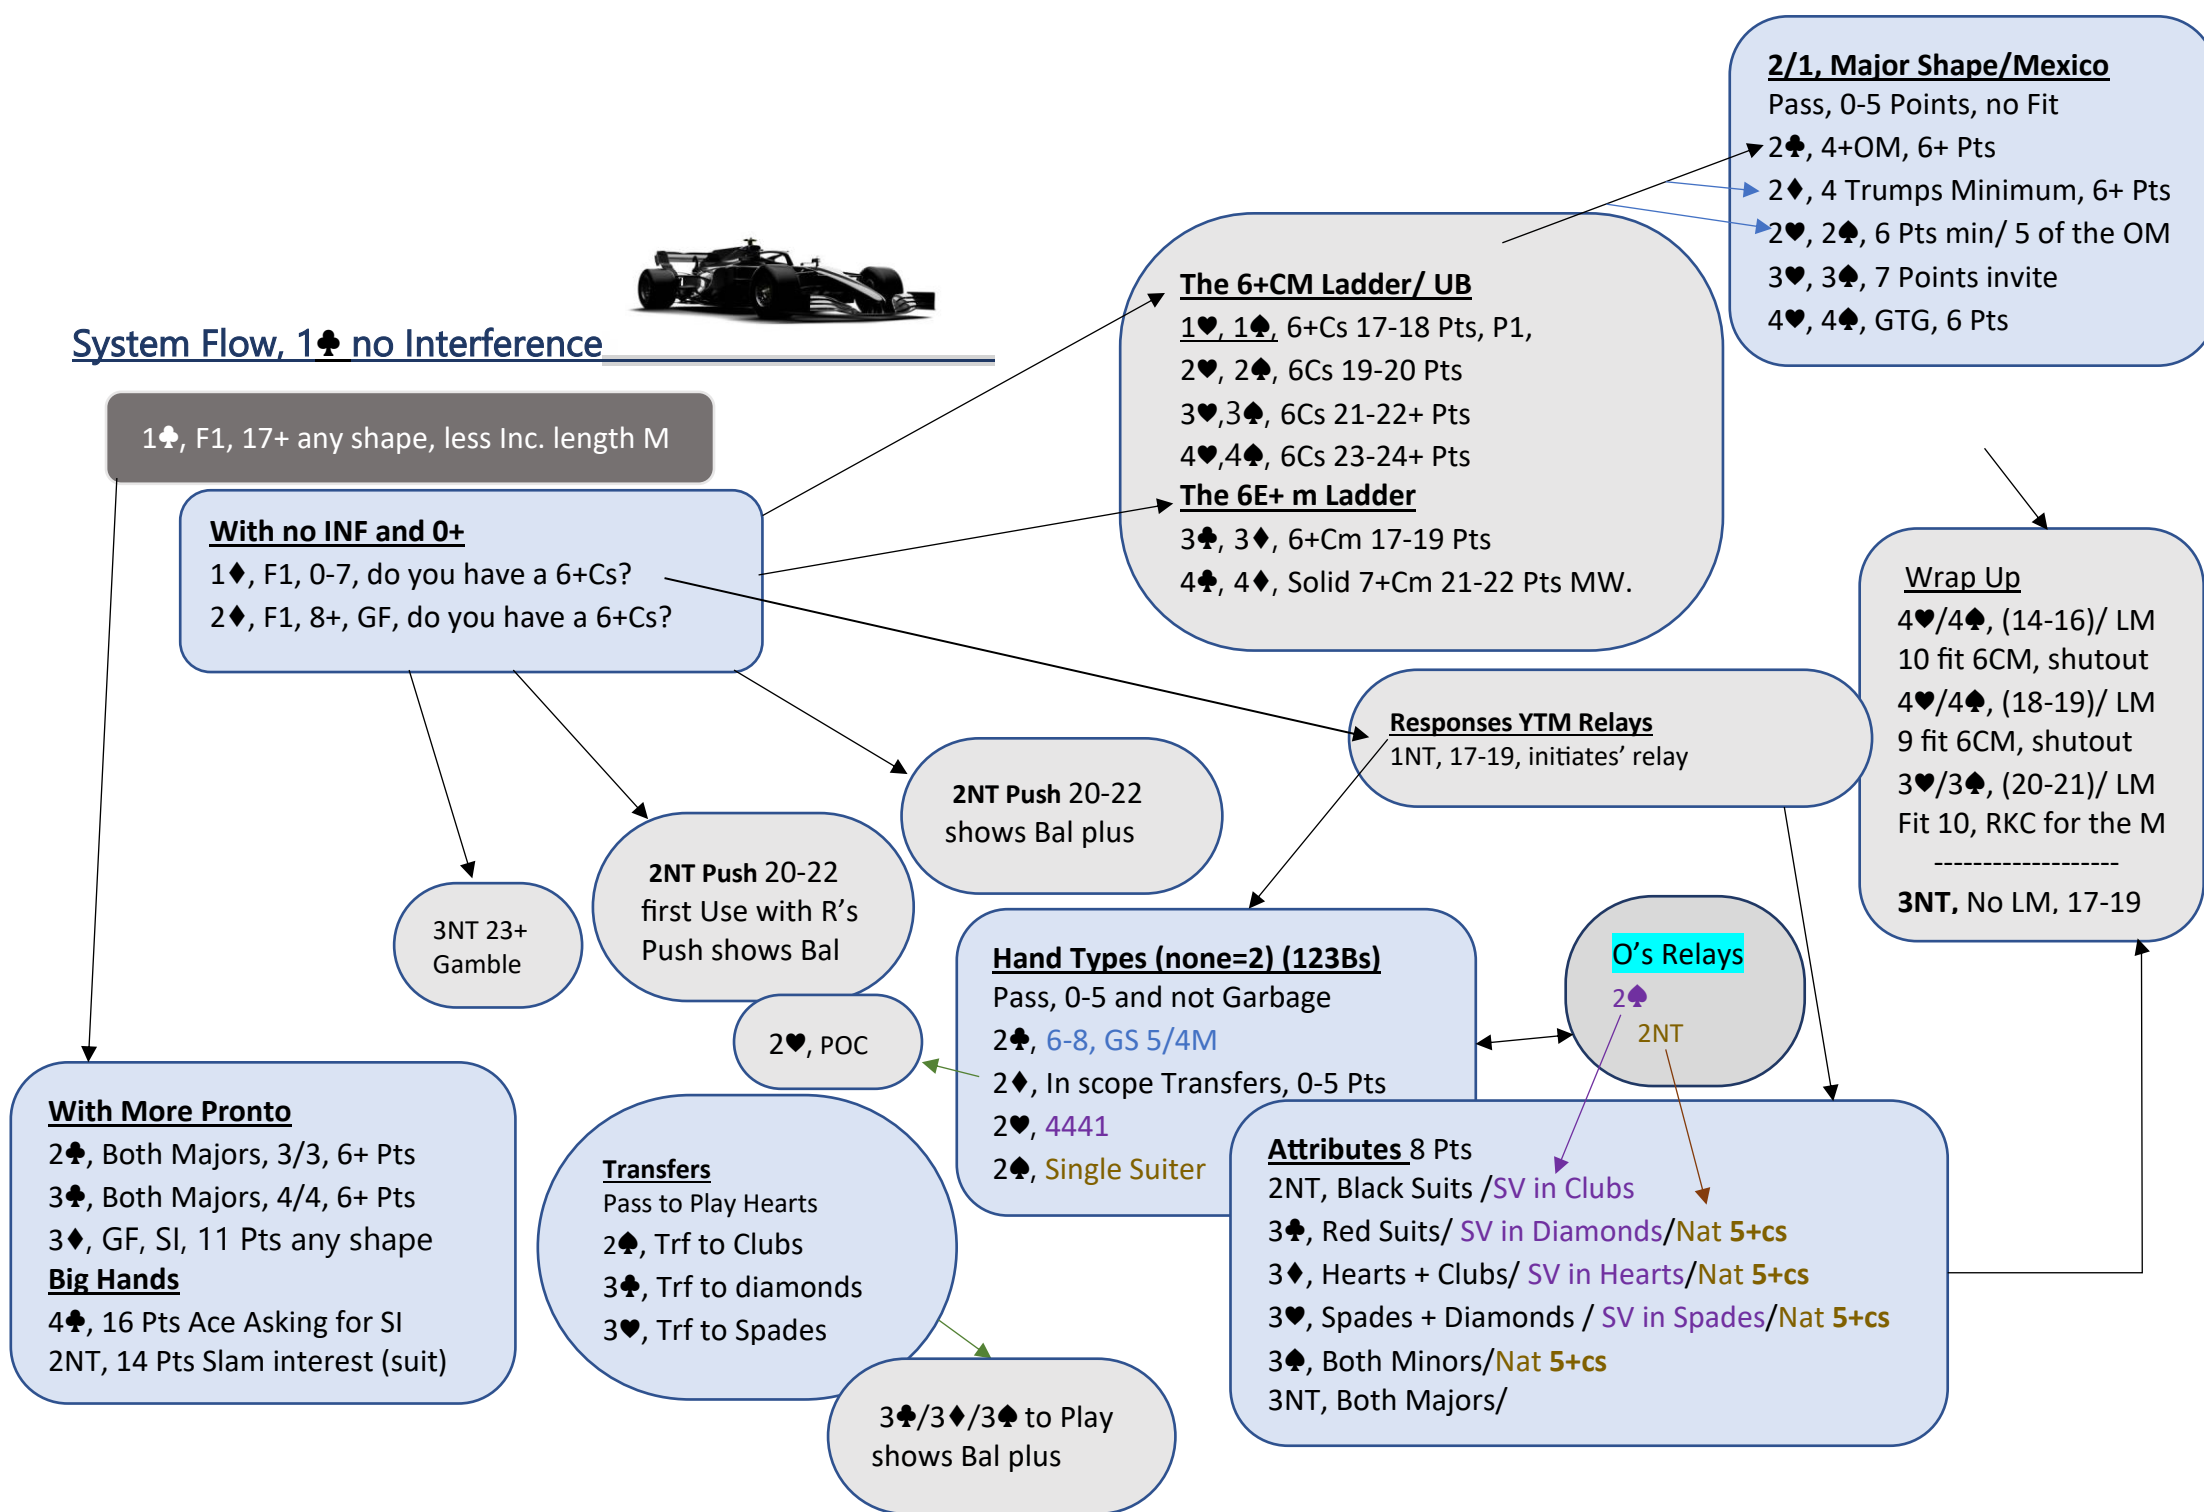 System Flow, 1♣ no Interference
1♣, F1, 17+ any shape, less Inc. length M
With no INF and 0+
1♦, F1, 0-7, do you have a 6+Cs?
2♦, F1, 8+, GF, do you have a 6+Cs?
The 6+CM Ladder/ UB
1♥, 1♠, 6+Cs 17-18 Pts, P1,
2♥, 2♠, 6Cs 19-20 Pts
3♥,3♠, 6Cs 21-22+ Pts
4♥,4♠, 6Cs 23-24+ Pts
The 6E+ m Ladder
3♣, 3♦, 6+Cm 17-19 Pts
4♣, 4♦, Solid 7+Cm 21-22 Pts MW.
2/1, Major Shape/Mexico
Pass, 0-5 Points, no Fit
2♣, 4+OM, 6+ Pts
2♦, 4 Trumps Minimum, 6+ Pts
2♥, 2♠, 6 Pts min/ 5 of the OM
3♥, 3♠, 7 Points invite
4♥, 4♠, GTG, 6 Pts
Wrap Up
4♥/4♠, (14-16)/ LM
10 fit 6CM, shutout
4♥/4♠, (18-19)/ LM
9 fit 6CM, shutout
3♥/3♠, (20-21)/ LM
Fit 10, RKC for the M
-------------------
3NT, No LM, 17-19
Responses YTM Relays
1NT, 17-19, initiates’ relay
2NT Push 20-22
shows Bal plus
2NT Push 20-22
first Use with R’s
Push shows Bal
3NT 23+
Gamble
2♥, POC
Hand Types (none=2) (123Bs)
Pass, 0-5 and not Garbage
2♣, 6-8, GS 5/4M
2♦, In scope Transfers, 0-5 Pts
2♥, 4441
2♠, Single Suiter
O’s Relays
2♠
2NT
With More Pronto
2♣, Both Majors, 3/3, 6+ Pts
3♣, Both Majors, 4/4, 6+ Pts
3♦, GF, SI, 11 Pts any shape
Big Hands
4♣, 16 Pts Ace Asking for SI
2NT, 14 Pts Slam interest (suit)
Transfers
Pass to Play Hearts
2♠, Trf to Clubs
3♣, Trf to diamonds
3♥, Trf to Spades
3♣/3♦/3♠ to Play
shows Bal plus
Attributes 8 Pts
2NT, Black Suits /SV in Clubs
3♣, Red Suits/ SV in Diamonds/Nat 5+cs
3♦, Hearts + Clubs/ SV in Hearts/Nat 5+cs
3♥, Spades + Diamonds / SV in Spades/Nat 5+cs
3♠, Both Minors/Nat 5+cs
3NT, Both Majors/